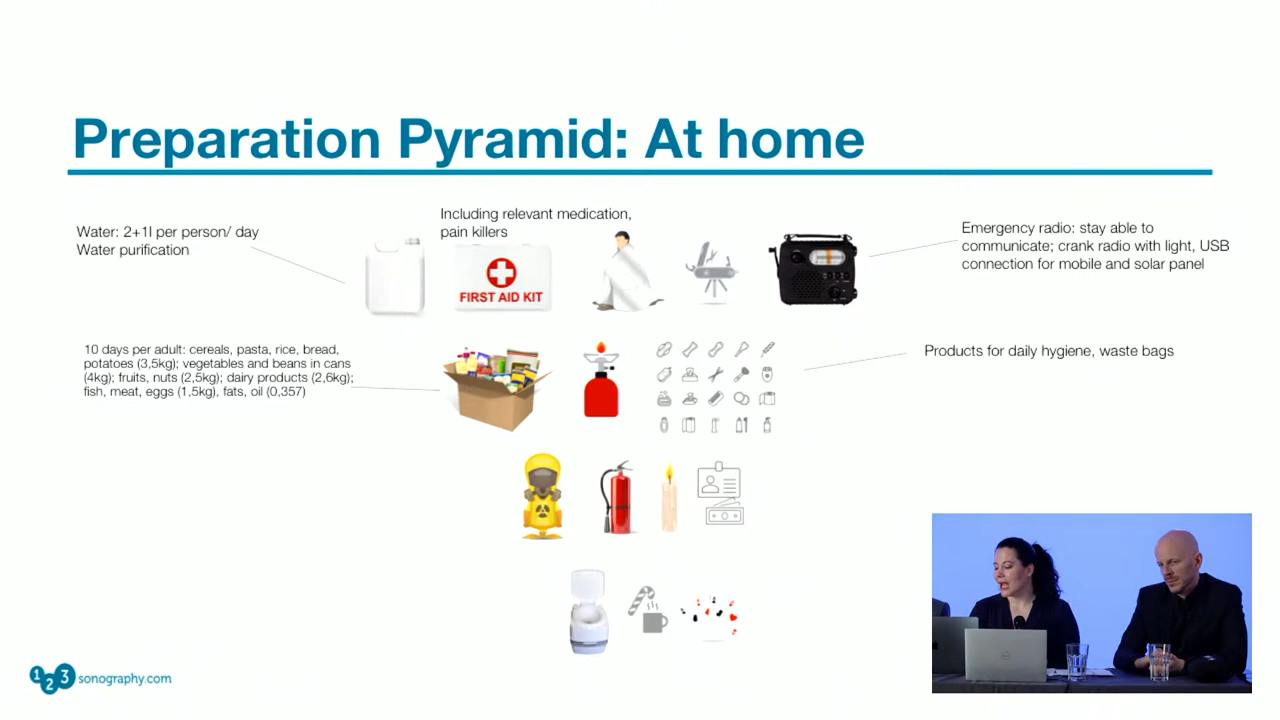 Preparation Pyramid: At home
Water: 2+1l per person/ day
Water purification
Including relevant medication,
pain killers
FIRST AID KIT
Emergency radio: stay able to
communicate; crank radio with light, USB
connection for mobile and solar panel
10 days per adult: cereals, pasta, rice, bread,
potatoes (3,5kg); vegetables and beans in cans
(4kg); fruits, nuts (2,5kg); dairy products (2,6kg);
fish, meat, eggs (1,5kg), fats, oil (0,357)
Products for daily hygiene, waste bags
123 sonography.com